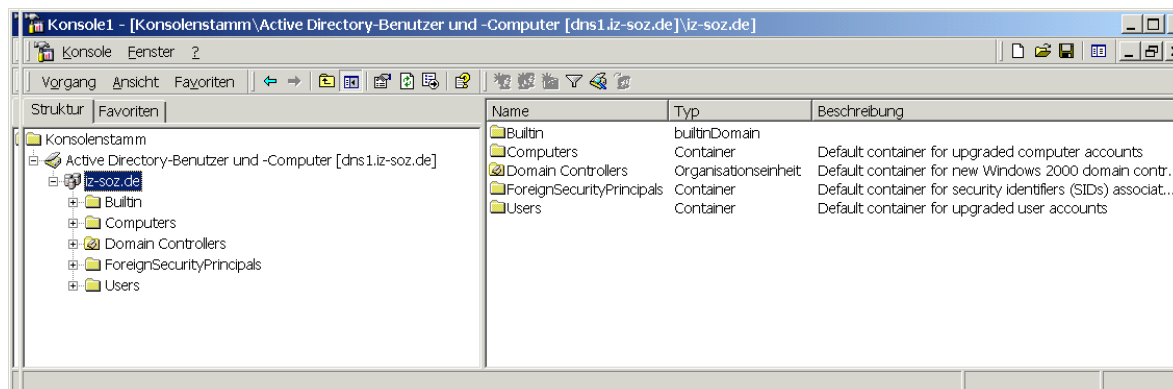 Konsole1 - [Konsolenstamm\Active Directory-Benutzer und -Computer [dns1.iz-soz.de]\iz-soz.de]
Konsole Fenster ?
Vorgang Ansicht Favoriten
Struktur Favoriten
Konsolenstamm
Active Directory-Benutzer und -Computer [dns1.iz-soz.de]
iz-soz.de
Builtin
Computers
Domain Controllers
ForeignSecurityPrincipals
Users
Name Typ Beschreibung
Builtin builtinDomain
Computers Container Default container for upgraded computer accounts
Domain Controllers Organisationseinheit Default container for new Windows 2000 domain contr...
ForeignSecurityPrincipals Container Default container for security identifiers (SIDs) associat...
Users Container Default container for upgraded user accounts